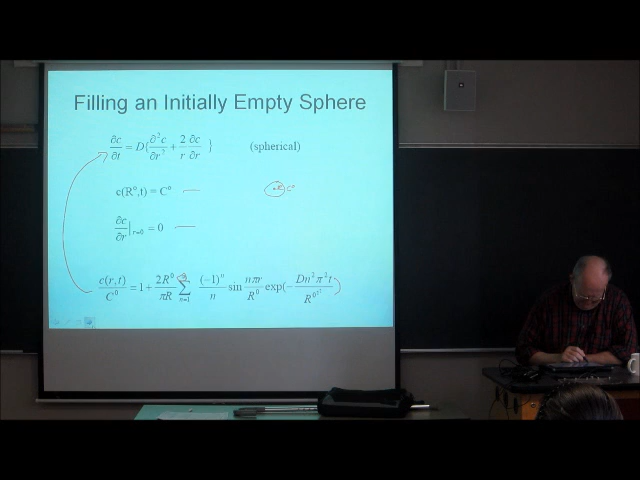 Filling an Initially Empty Sphere
∂c/∂t = D{∂²c/∂r² + 2/r ∂c/∂r } (spherical)
c(R⁰,t) = C⁰ C⁰
∂c/∂r |r=0 = 0
c(r,t)/C⁰ = 1 + 2R⁰/πR ∞∑n=1 (−1)ⁿ/n sin nπr/R⁰ exp(− Dn²π²t/R⁰² )